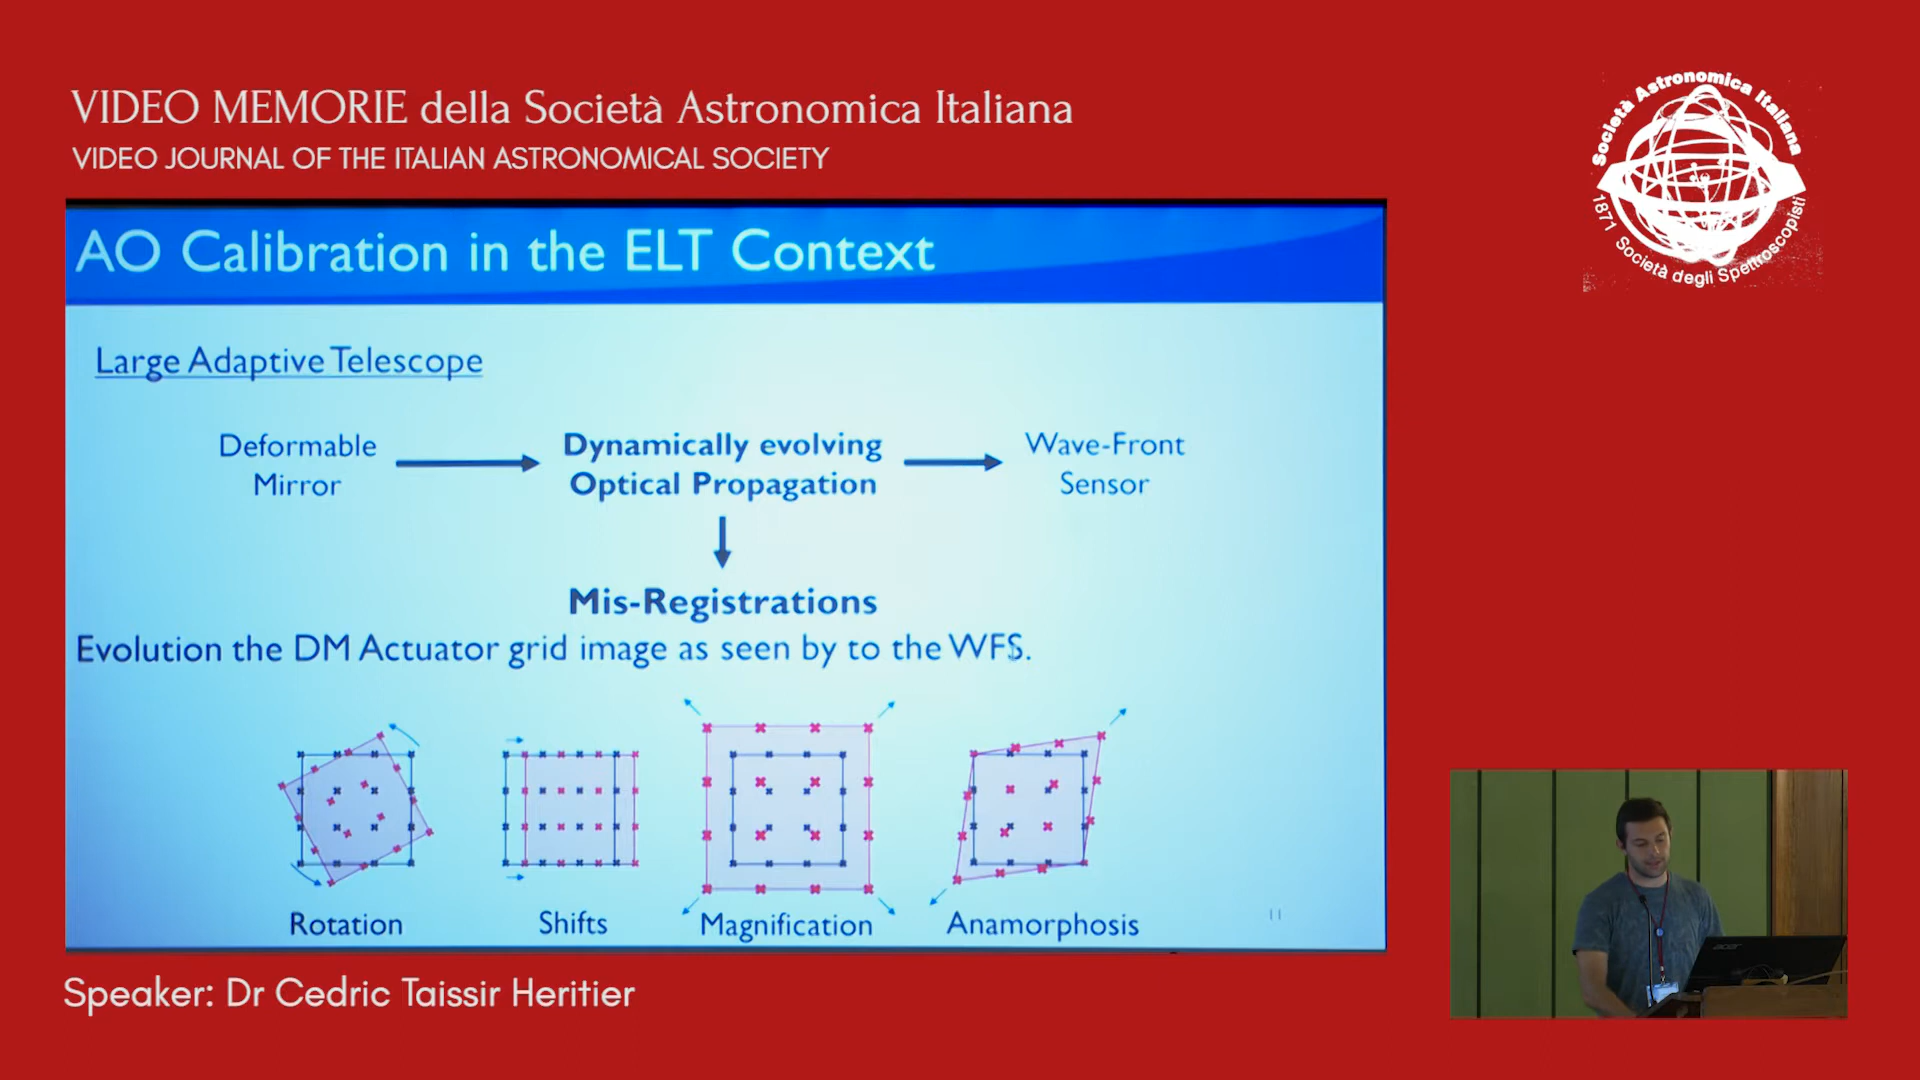 VIDEO MEMORIE della Società Astronomica Italiana
VIDEO JOURNAL OF THE ITALIAN ASTRONOMICAL SOCIETY
Società Astronomica Italiana
1871 Società degli Spettroscopisti
AO Calibration in the ELT Context
Large Adaptive Telescope
Deformable
Mirror
Dynamically evolving
Optical Propagation
Wave-Front
Sensor
Mis-Registrations
Evolution the DM Actuator grid image as seen by to the WFS.
Rotation
Shifts
Magnification
Anamorphosis
11
acer
Speaker: Dr Cedric Taissir Heritier